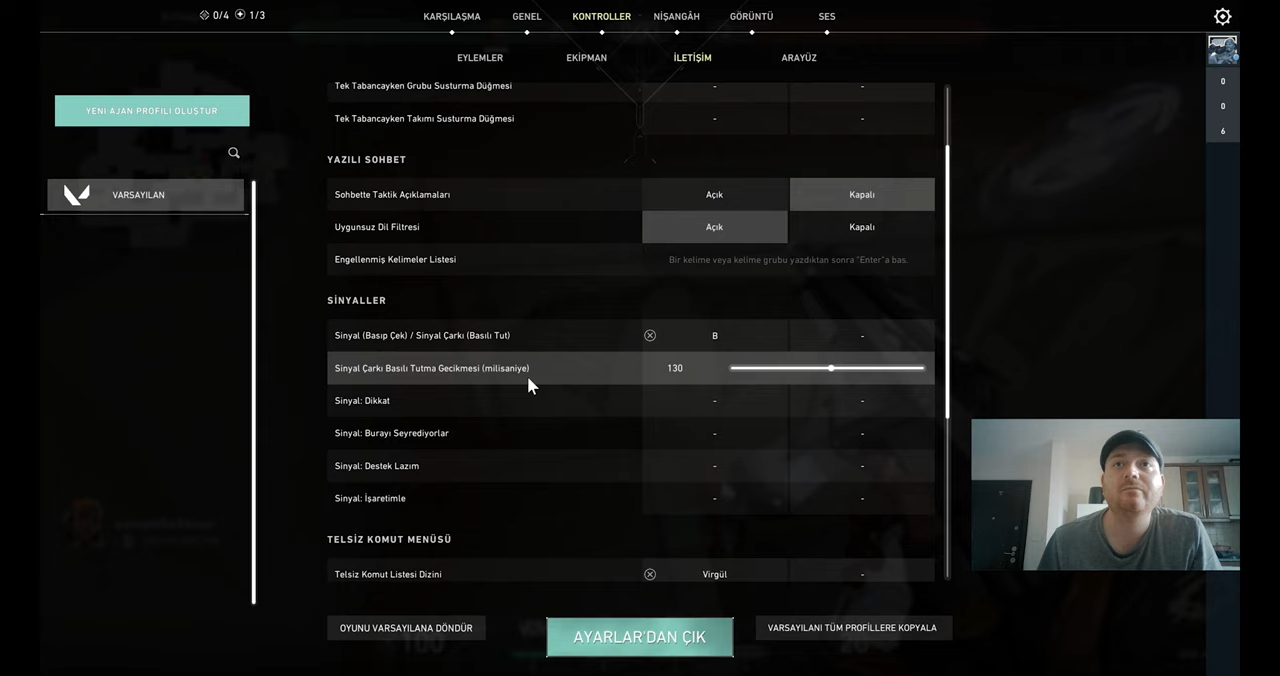 0/4 1/3
KARŞILAŞMA GENEL KONTROLLER NİŞANGÂH GÖRÜNTÜ SES
EYLEMLER EKİPMAN İLETİŞİM ARAYÜZ
YENİ AJAN PROFİLİ OLUŞTUR
VARSAYILAN
Tek Tabancayken Grubu Susturma Düğmesi - -
Tek Tabancayken Takımı Susturma Düğmesi - -
YAZILI SOHBET
Sohbette Taktik Açıklamaları Açık Kapalı
Uygunsuz Dil Filtresi Açık Kapalı
Engellenmiş Kelimeler Listesi Bir kelime veya kelime grubu yazdıktan sonra "Enter"a bas.
SİNYALLER
Sinyal (Basıp Çek) / Sinyal Çarkı (Basılı Tut) B -
Sinyal Çarkı Basılı Tutma Gecikmesi (milisaniye) 130
Sinyal: Dikkat - -
Sinyal: Burayı Seyrediyorlar - -
Sinyal: Destek Lazım - -
Sinyal: İşaretimle - -
TELSİZ KOMUT MENÜSÜ
Telsiz Komut Listesi Dizini Virgül -
OYUNU VARSAYILANA DÖNDÜR
AYARLAR'DAN ÇIK
VARSAYILANI TÜM PROFİLLERE KOPYALA
0
0
6